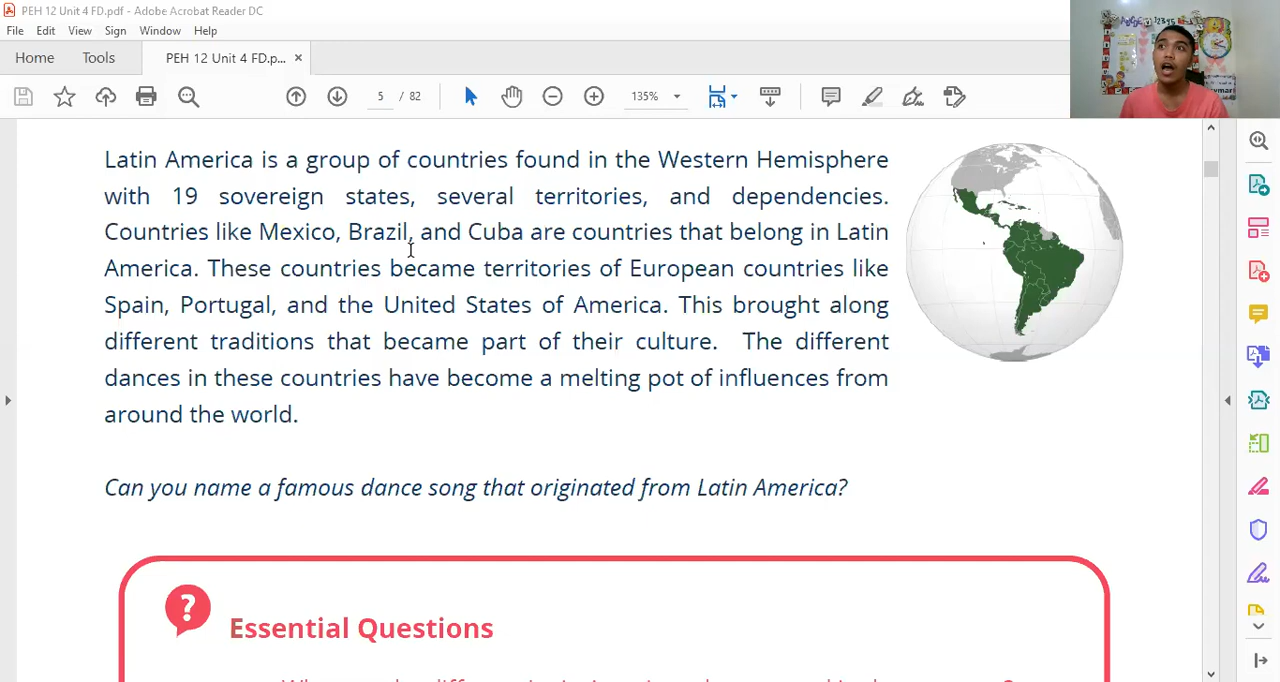 PEH 12 Unit 4 FD.pdf - Adobe Acrobat Reader DC
File Edit View Window Sign Help
Home Tools PEH 12 Unit 4 FD.p... ×
5 / 82 135%
Latin America is a group of countries found in the Western Hemisphere
with 19 sovereign states, several territories, and dependencies.
Countries like Mexico, Brazil, and Cuba are countries that belong in Latin
America. These countries became territories of European countries like
Spain, Portugal, and the United States of America. This brought along
different traditions that became part of their culture. The different
dances in these countries have become a melting pot of influences from
around the world.
Can you name a famous dance song that originated from Latin America?
?
Essential Questions